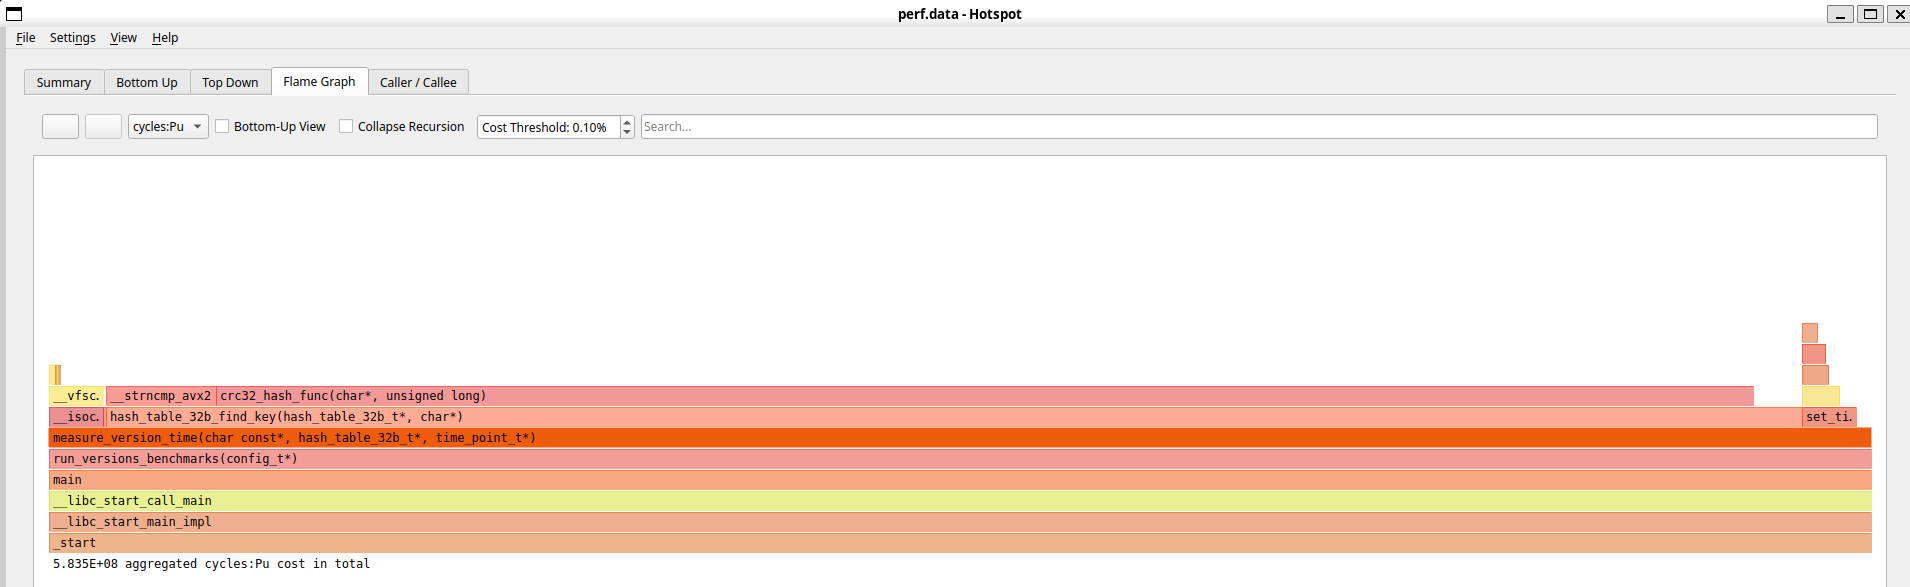 perf.data - Hotspot
File Settings View Help
Summary Bottom Up Top Down Flame Graph Caller / Callee
cycles:Pu Bottom-Up View Collapse Recursion Cost Threshold: 0.10% Search...
__vfsc. __strncmp_avx2 crc32_hash_func(char*, unsigned long)
__isoc. hash_table_32b_find_key(hash_table_32b_t*, char*) set_ti.
measure_version_time(char const*, hash_table_32b_t*, time_point_t*)
run_versions_benchmarks(config_t*)
main
__libc_start_call_main
__libc_start_main_impl
_start
5.835E+08 aggregated cycles:Pu cost in total